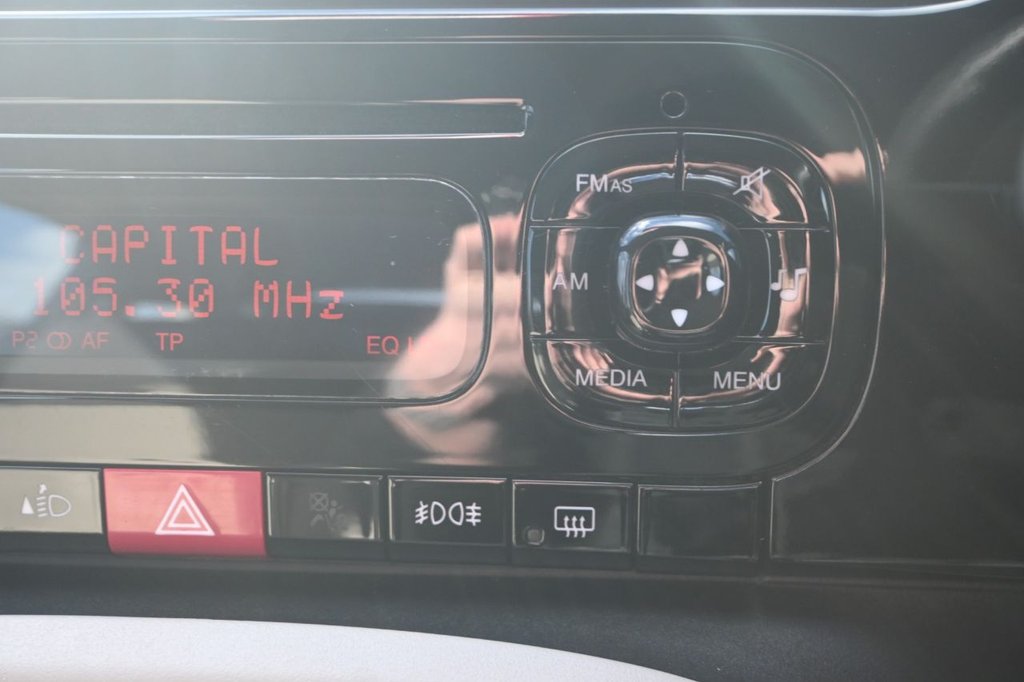 FMAS
CAPITAL
105.30 MHz
AM
P2 AF TP EQ
MEDIA MENU